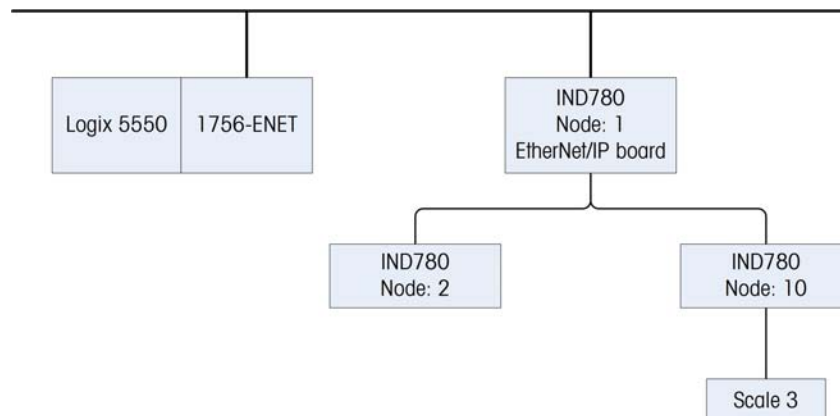 Logix 5550
1756-ENET
IND780
Node: 1
EtherNet/IP board
IND780
Node: 2
IND780
Node: 10
Scale 3